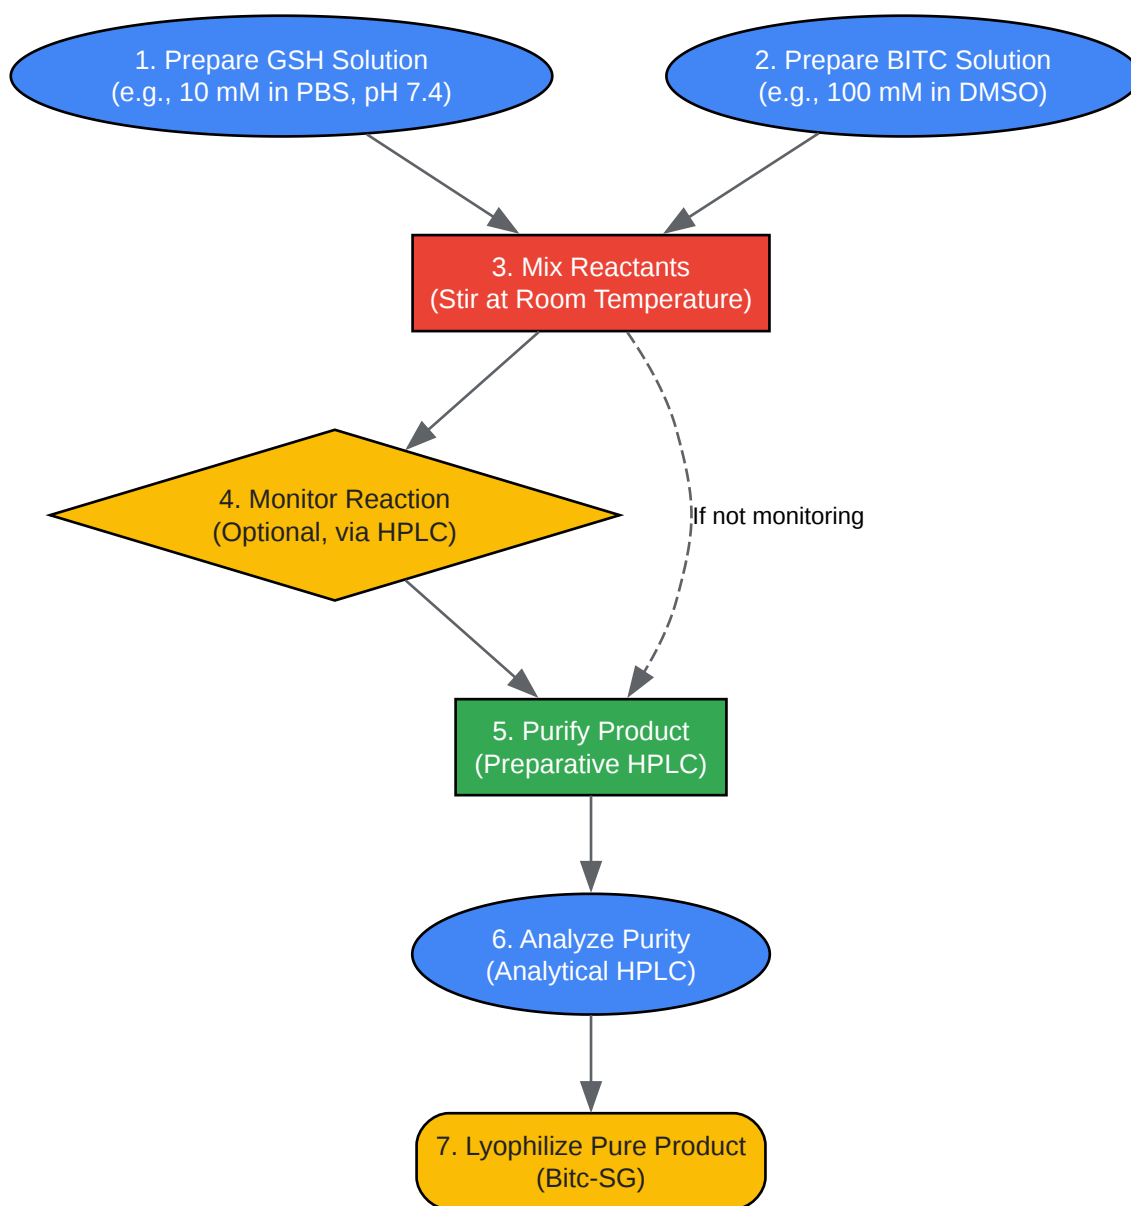 1. Prepare GSH Solution
(e.g., 10 mM in PBS, pH 7.4)
2. Prepare BITC Solution
(e.g., 100 mM in DMSO)
3. Mix Reactants
(Stir at Room Temperature)
4. Monitor Reaction
(Optional, via HPLC)
If not monitoring
5. Purify Product
(Preparative HPLC)
6. Analyze Purity
(Analytical HPLC)
7. Lyophilize Pure Product
(Bitc-SG)